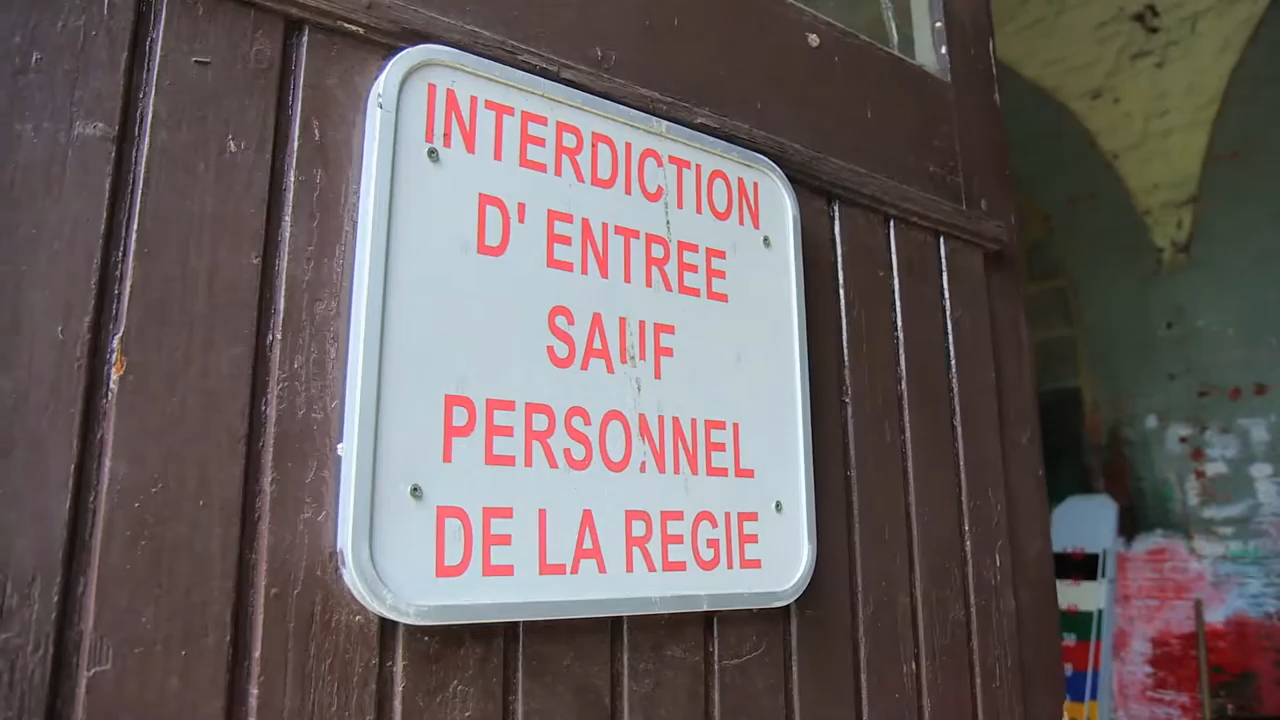 INTERDICTION
D' ENTREE
SAUF
PERSONNEL
DE LA REGIE